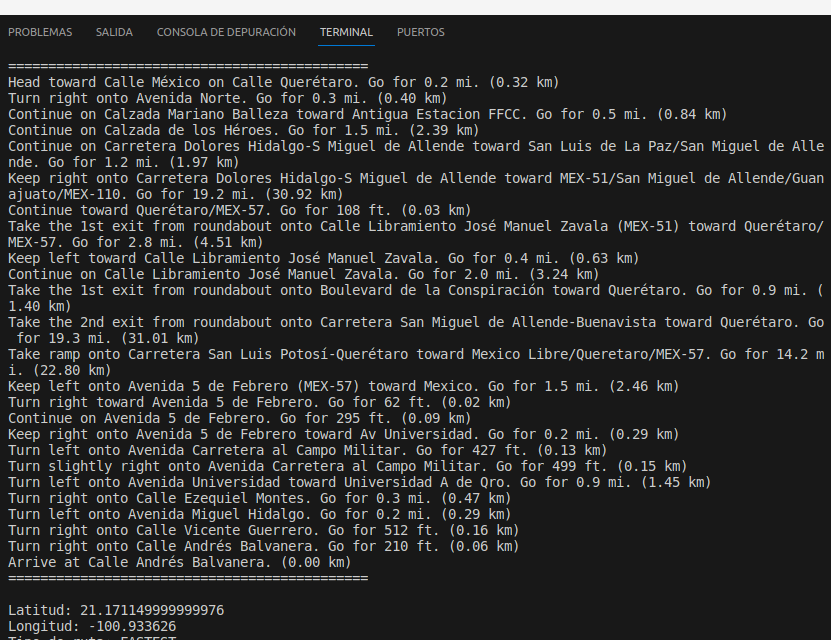 PROBLEMAS SALIDA CONSOLA DE DEPURACIÓN TERMINAL PUERTOS
=============================================
Head toward Calle México on Calle Querétaro. Go for 0.2 mi. (0.32 km)
Turn right onto Avenida Norte. Go for 0.3 mi. (0.40 km)
Continue on Calzada Mariano Balleza toward Antigua Estacion FFCC. Go for 0.5 mi. (0.84 km)
Continue on Calzada de los Héroes. Go for 1.5 mi. (2.39 km)
Continue on Carretera Dolores Hidalgo-S Miguel de Allende toward San Luis de La Paz/San Miguel de Alle
nde. Go for 1.2 mi. (1.97 km)
Keep right onto Carretera Dolores Hidalgo-S Miguel de Allende toward MEX-51/San Miguel de Allende/Guan
ajuato/MEX-110. Go for 19.2 mi. (30.92 km)
Continue toward Querétaro/MEX-57. Go for 108 ft. (0.03 km)
Take the 1st exit from roundabout onto Calle Libramiento José Manuel Zavala (MEX-51) toward Querétaro/
MEX-57. Go for 2.8 mi. (4.51 km)
Keep left toward Calle Libramiento José Manuel Zavala. Go for 0.4 mi. (0.63 km)
Continue on Calle Libramiento José Manuel Zavala. Go for 2.0 mi. (3.24 km)
Take the 1st exit from roundabout onto Boulevard de la Conspiración toward Querétaro. Go for 0.9 mi. (
1.40 km)
Take the 2nd exit from roundabout onto Carretera San Miguel de Allende-Buenavista toward Querétaro. Go
 for 19.3 mi. (31.01 km)
Take ramp onto Carretera San Luis Potosí-Querétaro toward Mexico Libre/Queretaro/MEX-57. Go for 14.2 m
i. (22.80 km)
Keep left onto Avenida 5 de Febrero (MEX-57) toward Mexico. Go for 1.5 mi. (2.46 km)
Turn right toward Avenida 5 de Febrero. Go for 62 ft. (0.02 km)
Continue on Avenida 5 de Febrero. Go for 295 ft. (0.09 km)
Keep right onto Avenida 5 de Febrero toward Av Universidad. Go for 0.2 mi. (0.29 km)
Turn left onto Avenida Carretera al Campo Militar. Go for 427 ft. (0.13 km)
Turn slightly right onto Avenida Carretera al Campo Militar. Go for 499 ft. (0.15 km)
Turn left onto Avenida Universidad toward Universidad A de Qro. Go for 0.9 mi. (1.45 km)
Turn right onto Calle Ezequiel Montes. Go for 0.3 mi. (0.47 km)
Turn left onto Avenida Miguel Hidalgo. Go for 0.2 mi. (0.29 km)
Turn right onto Calle Vicente Guerrero. Go for 512 ft. (0.16 km)
Turn right onto Calle Andrés Balvanera. Go for 210 ft. (0.06 km)
Arrive at Calle Andrés Balvanera. (0.00 km)
=============================================
Latitud: 21.171149999999976
Longitud: -100.933626
Tipo de ruta: FASTEST